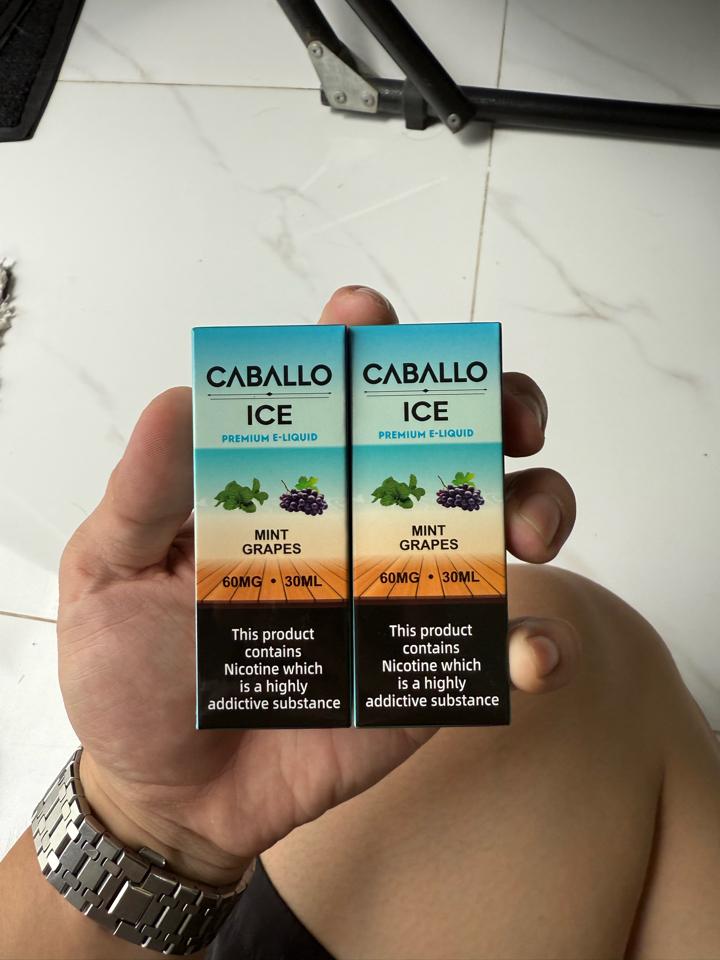 CABALLO
ICE
PREMIUM E-LIQUID
MINT
GRAPES
60MG • 30ML
This product
contains
Nicotine which
is a highly
addictive substance
CABALLO
ICE
PREMIUM E-LIQUID
MINT
GRAPES
60MG • 30ML
This product
contains
Nicotine which
is a highly
addictive substance